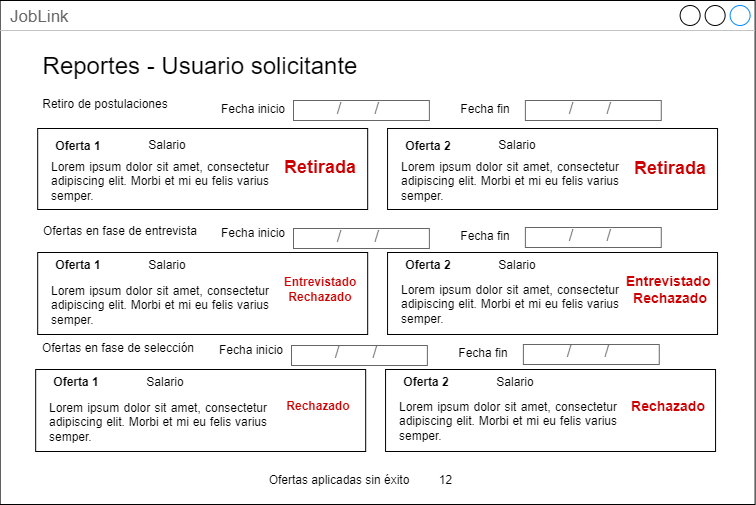 JobLink
Reportes - Usuario solicitante
Retiro de postulaciones
Fecha inicio / /
Fecha fin / /
Oferta 1 Salario
Lorem ipsum dolor sit amet, consectetur
adipiscing elit. Morbi et mi eu felis varius
semper.
Retirada
Oferta 2 Salario
Lorem ipsum dolor sit amet, consectetur
adipiscing elit. Morbi et mi eu felis varius
semper.
Retirada
Ofertas en fase de entrevista
Fecha inicio / /
Fecha fin / /
Oferta 1 Salario
Lorem ipsum dolor sit amet, consectetur
adipiscing elit. Morbi et mi eu felis varius
semper.
Entrevistado
Rechazado
Oferta 2 Salario
Lorem ipsum dolor sit amet, consectetur
adipiscing elit. Morbi et mi eu felis varius
semper.
Entrevistado
Rechazado
Ofertas en fase de selección
Fecha inicio / /
Fecha fin / /
Oferta 1 Salario
Lorem ipsum dolor sit amet, consectetur
adipiscing elit. Morbi et mi eu felis varius
semper.
Rechazado
Oferta 2 Salario
Lorem ipsum dolor sit amet, consectetur
adipiscing elit. Morbi et mi eu felis varius
semper.
Rechazado
Ofertas aplicadas sin éxito 12